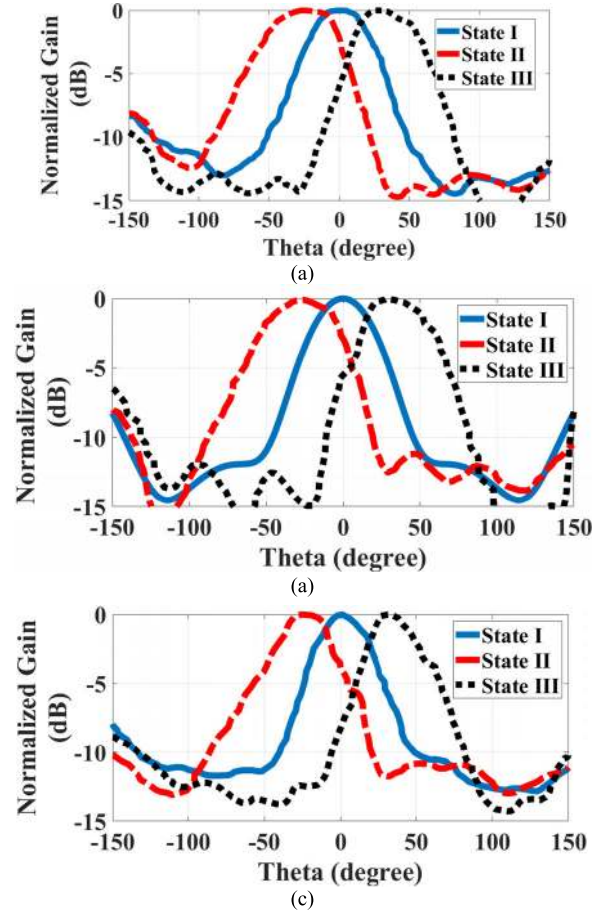 0
-5
-10
-15
Normalized Gain
(dB)
State I
State II
State III
-150 -100 -50 0 50 100 150
Theta (degree)
(a)
0
-5
-10
-15
Normalized Gain
(dB)
State I
State II
State III
-150 -100 -50 0 50 100 150
Theta (degree)
(a)
0
-5
-10
-15
Normalized Gain
(dB)
State I
State II
State III
-150 -100 -50 0 50 100 150
Theta (degree)
(c)